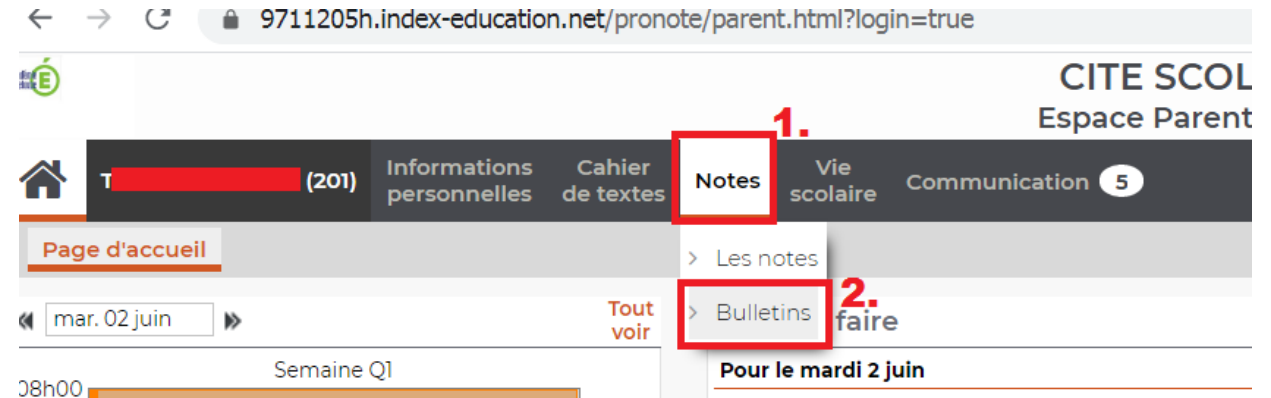 9711205h.index-education.net/pronote/parent.html?login=true
É
CITE SCOL
Espace Parent
1.
T (201)
Informations
personnelles
Cahier
de textes
Notes
Vie
scolaire
Communication 5
Page d'accueil
> Les notes
> Bulletins
2.
faire
mar. 02 juin
Tout
voir
Semaine Q1
08h00
Pour le mardi 2 juin